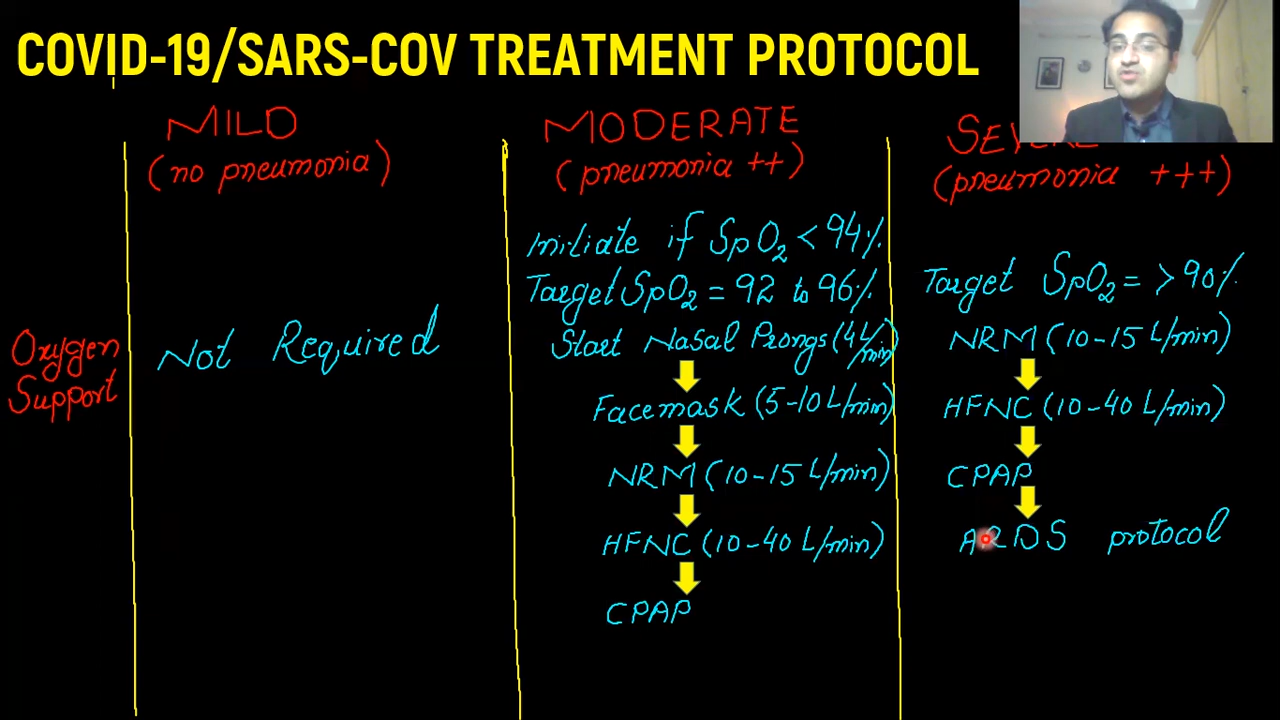 COVID-19/SARS-COV TREATMENT PROTOCOL
MILD
(no pneumonia)
MODERATE
(pneumonia ++)
SEVERE
(pneumonia +++)
Oxygen
Support
Not Required
Initiate if SpO₂ < 94%
Target SpO₂ = 92 to 96%
Start Nasal Prongs (4L/min)
Facemask (5-10 L/min)
NRM (10-15 L/min)
HFNC (10-40 L/min)
CPAP
Target SpO₂ = >90%
NRM (10-15 L/min)
HFNC (10-40 L/min)
CPAP
ARDS protocol